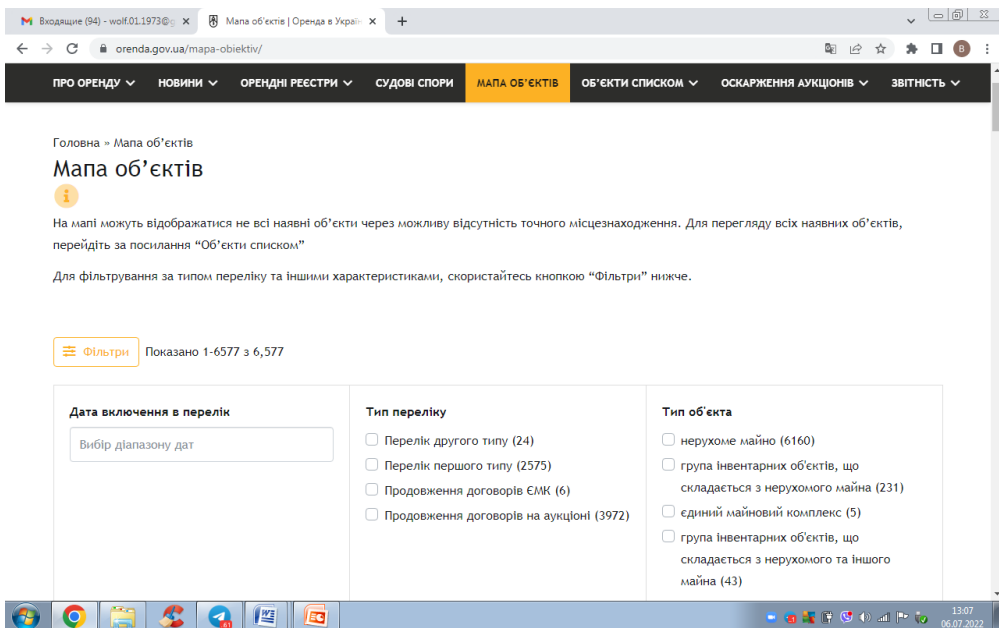 Входящие (94) - wolf.01.1973@g
Мапа об'єктів | Оренда в Україн
orenda.gov.ua/mapa-obiektiv/
В
ПРО ОРЕНДУ НОВИНИ ОРЕНДНІ РЕЄСТРИ СУДОВІ СПОРИ МАПА ОБ'ЄКТІВ ОБ'ЄКТИ СПИСКОМ ОСКАРЖЕННЯ АУКЦІОНІВ ЗВІТНІСТЬ
Головна » Мапа об'єктів
Мапа об'єктів
i
На мапі можуть відображатися не всі наявні об'єкти через можливу відсутність точного місцезнаходження. Для перегляду всіх наявних об'єктів,
перейдіть за посилання "Об'єкти списком"
Для фільтрування за типом переліку та іншими характеристиками, скористайтесь кнопкою "Фільтри" нижче.
Фільтри Показано 1-6577 з 6,577
Дата включення в перелік
Вибір діапазону дат
Тип переліку
Перелік другого типу (24)
Перелік першого типу (2575)
Продовження договорів ЄМК (6)
Продовження договорів на аукціоні (3972)
Тип об'єкта
нерухоме майно (6160)
група інвентарних об'єктів, що
складається з нерухомого майна (231)
єдиний майновий комплекс (5)
група інвентарних об'єктів, що
складається з нерухомого та іншого
майна (43)
61
13:07
06.07.2022